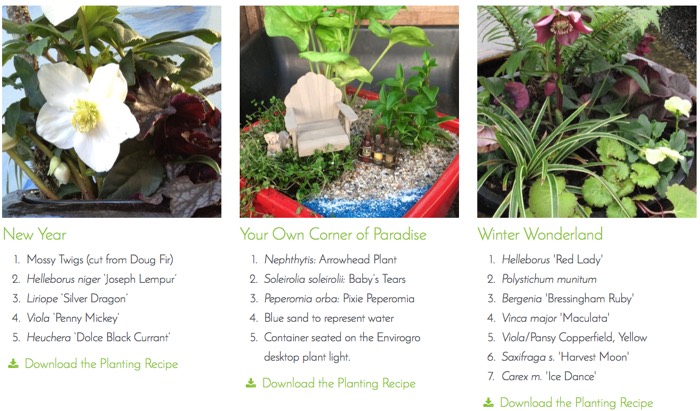 New Year
1. Mossy Twigs (cut from Doug Fir)
2. Helleborus niger 'Joseph Lempur'
3. Liriope 'Silver Dragon'
4. Viola 'Penny Mickey'
5. Heuchera 'Dolce Black Currant'
Download the Planting Recipe
Your Own Corner of Paradise
1. Nephthytis: Arrowhead Plant
2. Soleirolia soleirolii: Baby's Tears
3. Peperomia orba: Pixie Peperomia
4. Blue sand to represent water
5. Container seated on the Envirogro
desktop plant light.
Download the Planting Recipe
Winter Wonderland
1. Helleborus 'Red Lady'
2. Polystichum munitum
3. Bergenia 'Bressingham Ruby'
4. Vinca major 'Maculata'
5. Viola/Pansy Copperfield, Yellow
6. Saxifraga s. 'Harvest Moon'
7. Carex m. 'Ice Dance'
Download the Planting Recipe